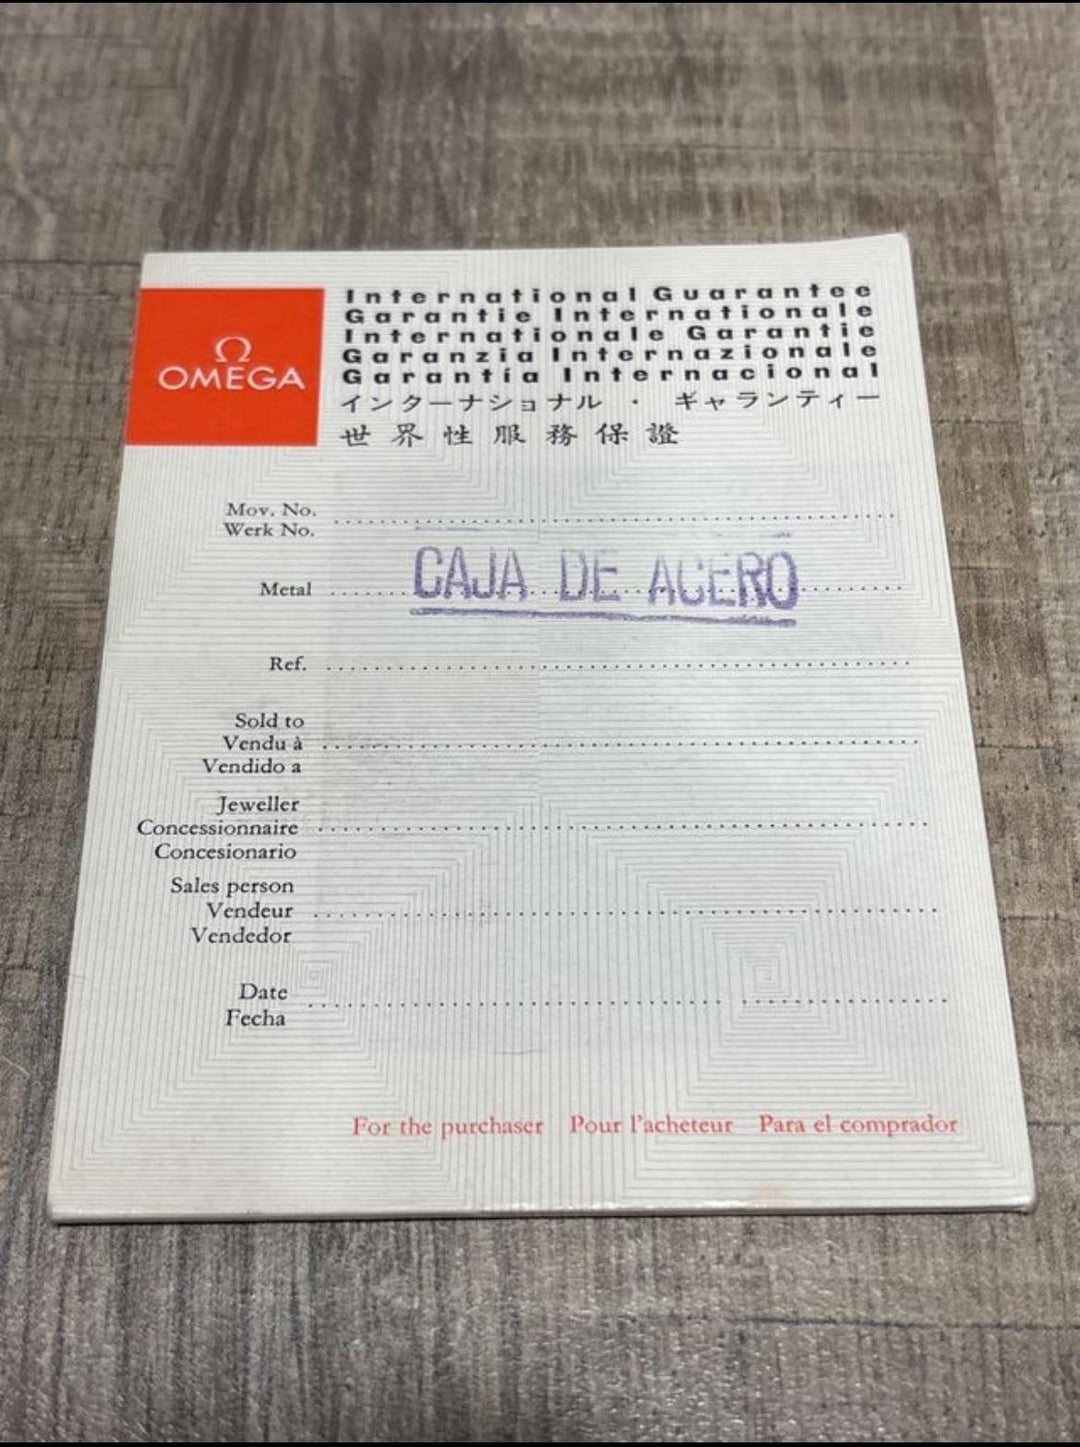 Ω
OMEGA
International Guarantee
Garantie Internationale
Internationale Garantie
Garanzia Internazionale
Garantía Internacional
インターナショナル · ギャランティー
世界性服務保證
Mov. No.
Werk No.
Metal CAJA DE ACERO
Ref.
Sold to
Vendu à
Vendido a
Jeweller
Concessionnaire
Concesionario
Sales person
Vendeur
Vendedor
Date
Fecha
For the purchaser Pour l'acheteur Para el comprador